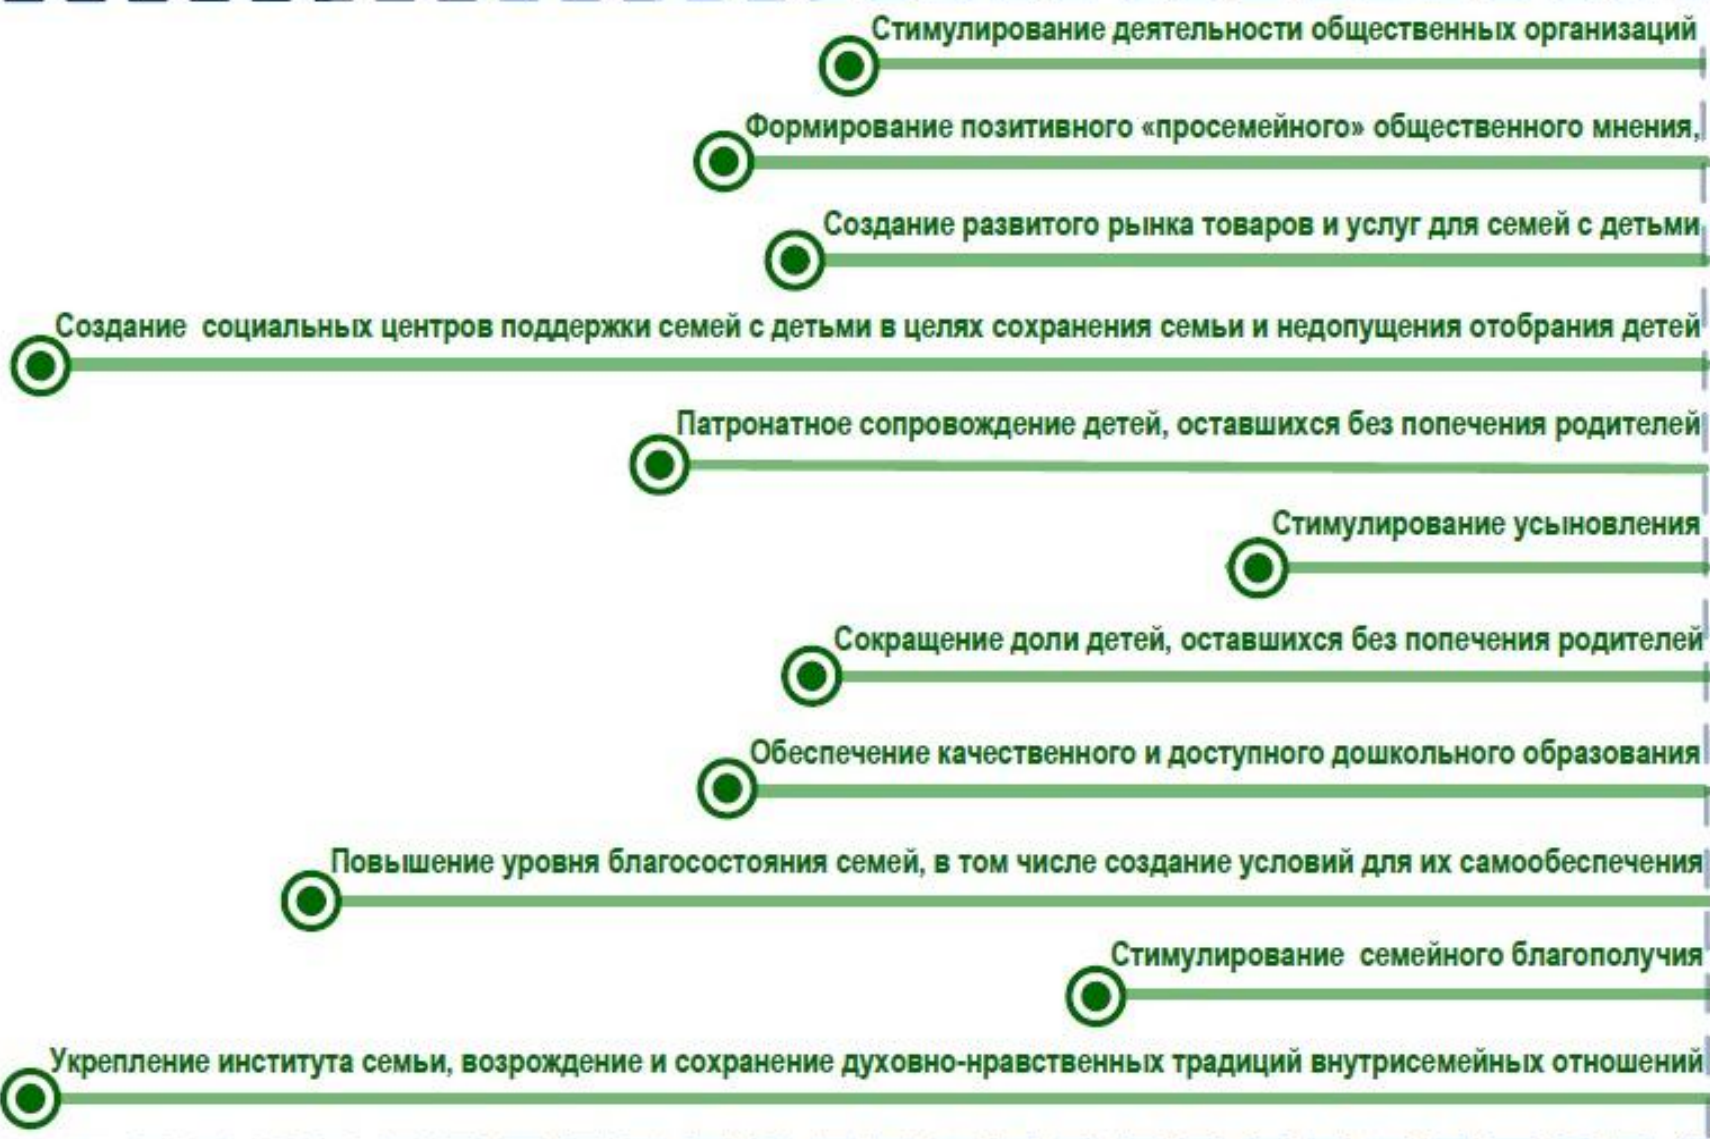 Стимулирование деятельности общественных организаций
Формирование позитивного «просемейного» общественного мнения,
Создание развитого рынка товаров и услуг для семей с детьми
Создание социальных центров поддержки семей с детьми в целях сохранения семьи и недопущения отобрания детей
Патронатное сопровождение детей, оставшихся без попечения родителей
Стимулирование усыновления
Сокращение доли детей, оставшихся без попечения родителей
Обеспечение качественного и доступного дошкольного образования
Повышение уровня благосостояния семей, в том числе создание условий для их самообеспечения
Стимулирование семейного благополучия
Укрепление института семьи, возрождение и сохранение духовно-нравственных традиций внутрисемейных отношений